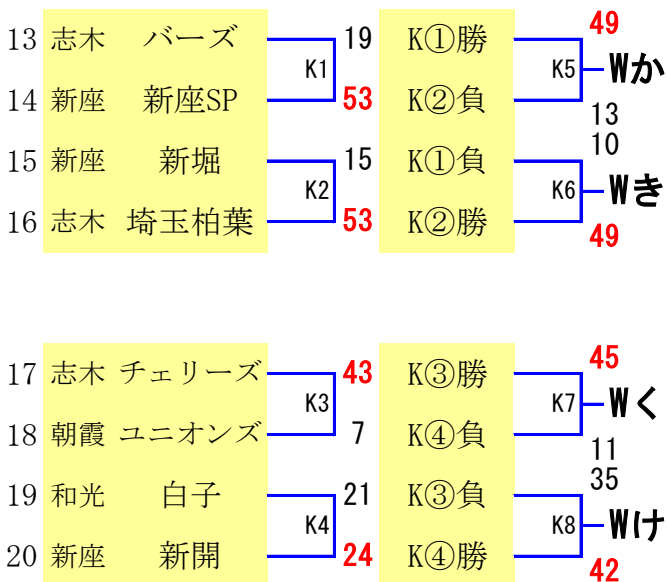 13 志木 バーズ 19 K①勝 49
K1 K5 Wか
14 新座 新座SP 53 K②負 13
15 新座 新堀 15 K①負 10
K2 K6 Wき
16 志木 埼玉柏葉 53 K②勝 49
17 志木 チェリーズ 43 K③勝 45
K3 K7 Wく
18 朝霞 ユニオンズ 7 K④負 11
19 和光 白子 21 K③負 35
K4 K8 Wけ
20 新座 新開 24 K④勝 42